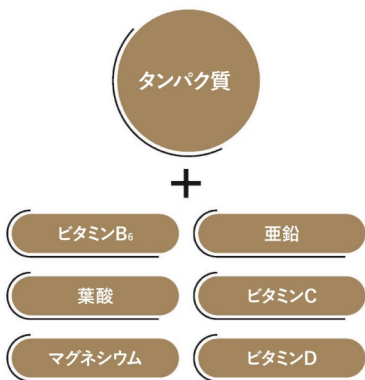 タンパク質
+
ビタミンB₆
亜鉛
葉酸
ビタミンC
マグネシウム
ビタミンD